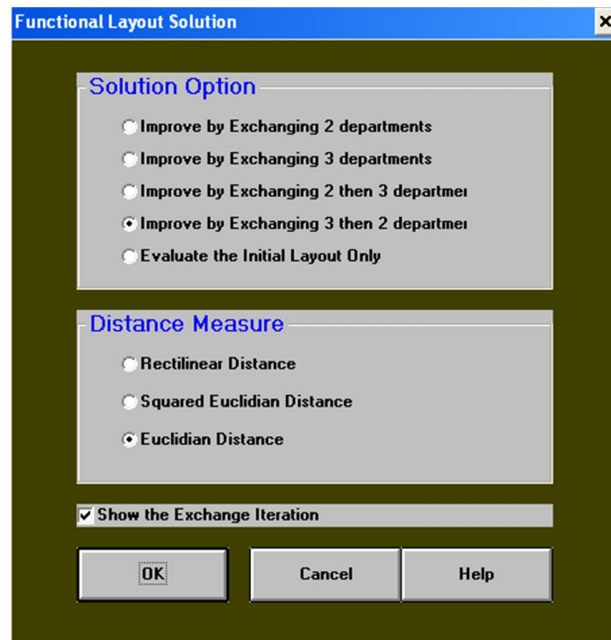 Functional Layout Solution
Solution Option
Improve by Exchanging 2 departments
Improve by Exchanging 3 departments
Improve by Exchanging 2 then 3 departmei
Improve by Exchanging 3 then 2 departmei
Evaluate the Initial Layout Only
Distance Measure
Rectilinear Distance
Squared Euclidian Distance
Euclidian Distance
Show the Exchange Iteration
OK Cancel Help